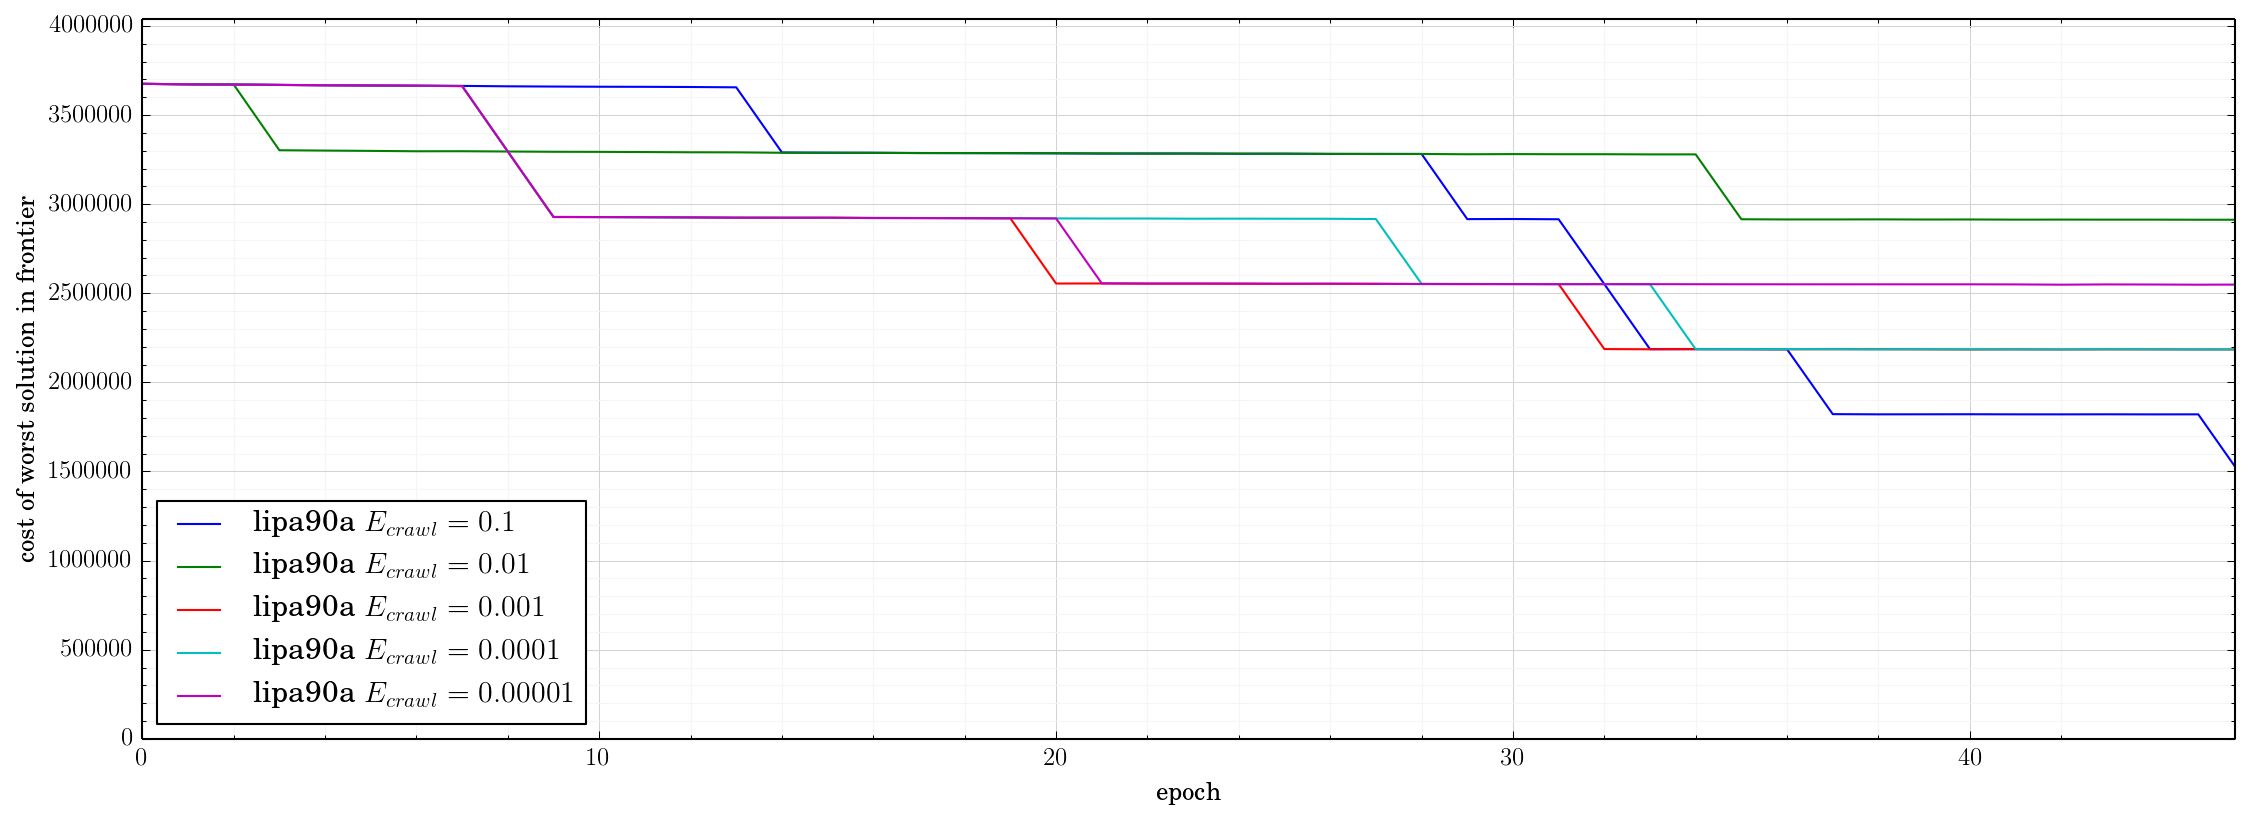 4000000
3500000
3000000
2500000
2000000
1500000
1000000
500000
0
cost of worst solution in frontier
lipa90a E_crawl = 0.1
lipa90a E_crawl = 0.01
lipa90a E_crawl = 0.001
lipa90a E_crawl = 0.0001
lipa90a E_crawl = 0.00001
0 10 20 30 40
epoch